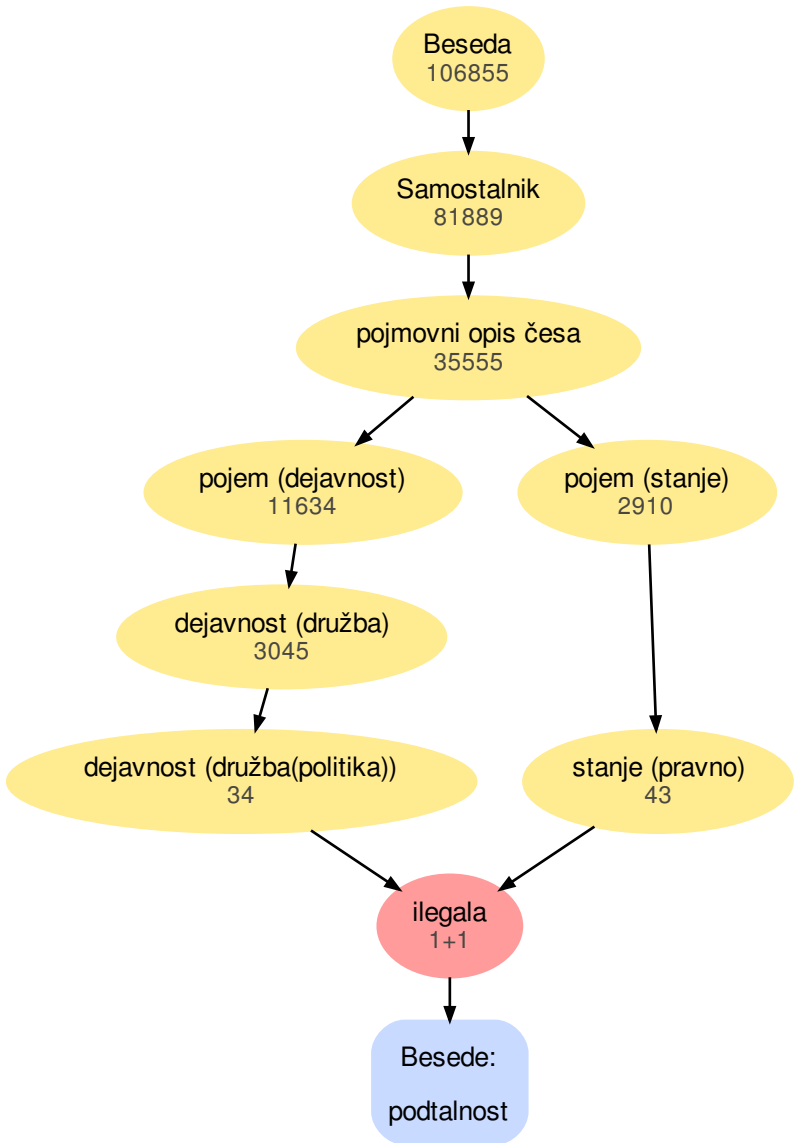 Beseda
106855
Samostalnik
81889
pojmovni opis česa
35555
pojem (dejavnost)
11634
pojem (stanje)
2910
dejavnost (družba)
3045
dejavnost (družba(politika))
34
stanje (pravno)
43
ilegala
1+1
Besede:
podtalnost